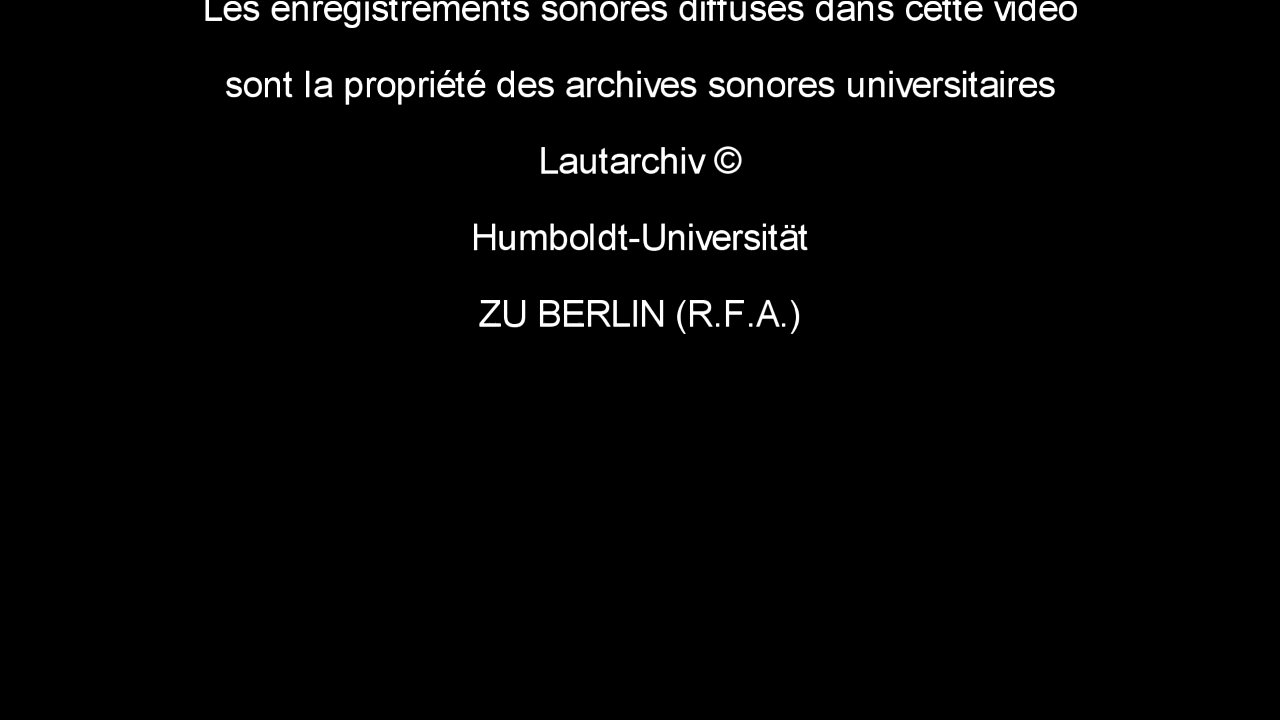 Les enregistrements sonores diffusés dans cette vidéo
sont la propriété des archives sonores universitaires
Lautarchiv ©
Humboldt-Universität
ZU BERLIN (R.F.A.)